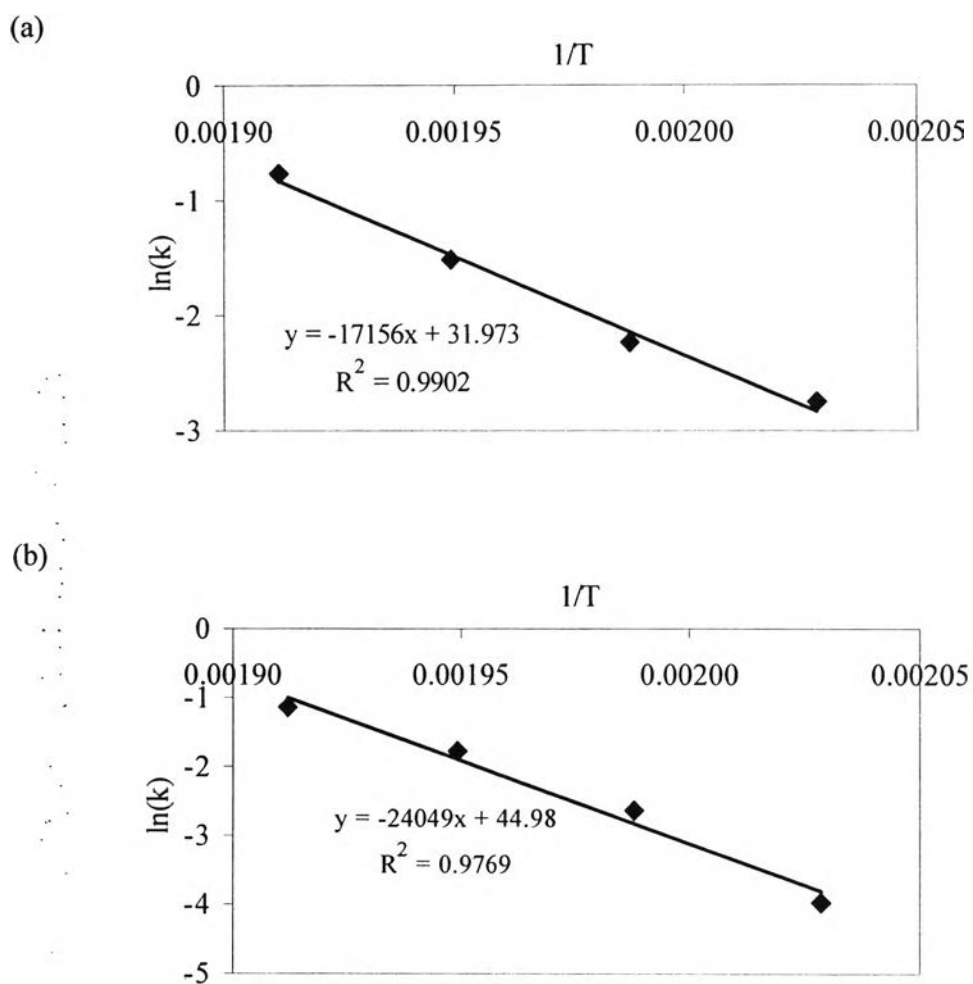 (a)
1/T
0
0.00190 0.00195 0.00200 0.00205
-1
ln(k)
-2
y = -17156x + 31.973
R² = 0.9902
-3
(b)
1/T
0
0.00190 0.00195 0.00200 0.00205
-1
-2
ln(k)
-3
y = -24049x + 44.98
R² = 0.9769
-4
-5